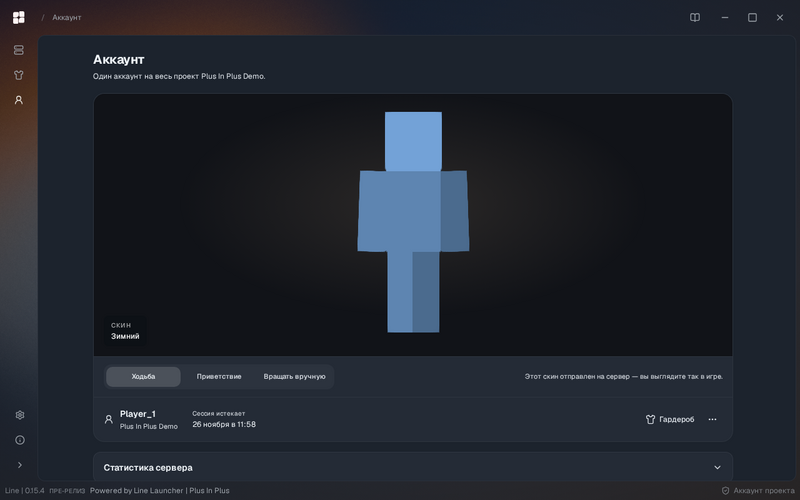 / Аккаунт
Аккаунт
Один аккаунт на весь проект Plus In Plus Demo.
СКИН
Зимний
Ходьба Приветствие Вращать вручную
Этот скин отправлен на сервер — вы выглядите так в игре.
Player_1
Plus In Plus Demo
Сессия истекает
26 ноября в 11:58
Гардероб
Статистика сервера
Line | 0.15.4 ПРЕ-РЕЛИЗ Powered by Line Launcher | Plus In Plus
Аккаунт проекта